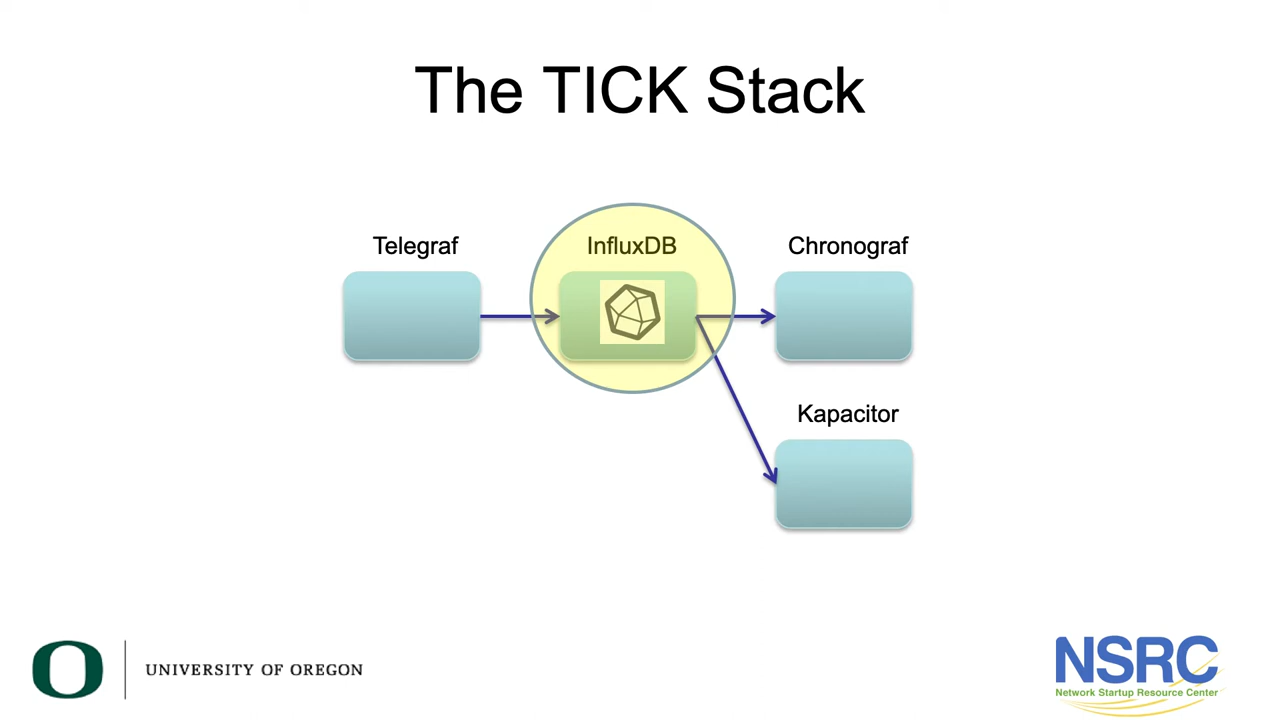 The TICK Stack
Telegraf
InfluxDB
Chronograf
Kapacitor
O
UNIVERSITY OF OREGON
NSRC
Network Startup Resource Center